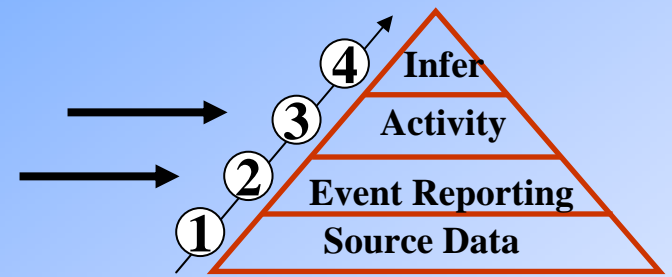 4 Infer
3 Activity
2 Event Reporting
1 Source Data